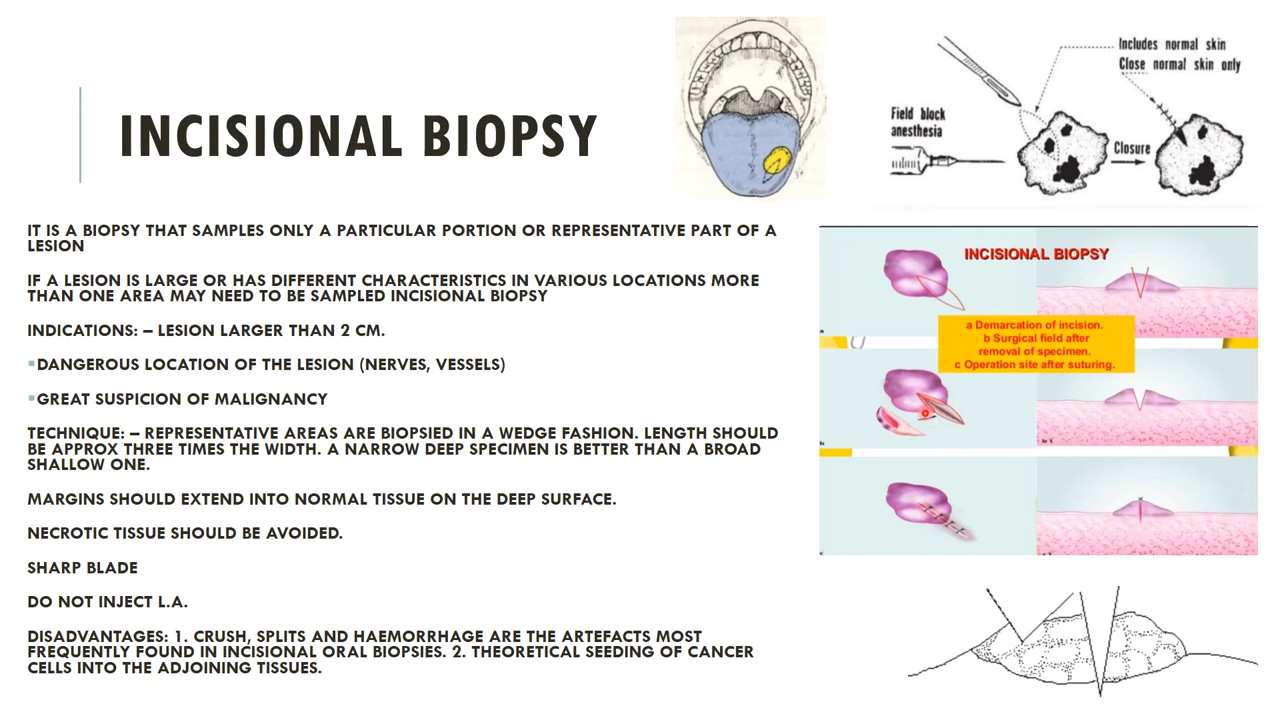 INCISIONAL BIOPSY
IT IS A BIOPSY THAT SAMPLES ONLY A PARTICULAR PORTION OR REPRESENTATIVE PART OF A
LESION
IF A LESION IS LARGE OR HAS DIFFERENT CHARACTERISTICS IN VARIOUS LOCATIONS MORE
THAN ONE AREA MAY NEED TO BE SAMPLED INCISIONAL BIOPSY
INDICATIONS: – LESION LARGER THAN 2 CM.
▪DANGEROUS LOCATION OF THE LESION (NERVES, VESSELS)
▪GREAT SUSPICION OF MALIGNANCY
TECHNIQUE: – REPRESENTATIVE AREAS ARE BIOPSIED IN A WEDGE FASHION. LENGTH SHOULD
BE APPROX THREE TIMES THE WIDTH. A NARROW DEEP SPECIMEN IS BETTER THAN A BROAD
SHALLOW ONE.
MARGINS SHOULD EXTEND INTO NORMAL TISSUE ON THE DEEP SURFACE.
NECROTIC TISSUE SHOULD BE AVOIDED.
SHARP BLADE
DO NOT INJECT L.A.
DISADVANTAGES: 1. CRUSH, SPLITS AND HAEMORRHAGE ARE THE ARTEFACTS MOST
FREQUENTLY FOUND IN INCISIONAL ORAL BIOPSIES. 2. THEORETICAL SEEDING OF CANCER
CELLS INTO THE ADJOINING TISSUES.
Includes normal skin
Close normal skin only
Field block
anesthesia
Closure
INCISIONAL BIOPSY
a Demarcation of incision.
b Surgical field after
removal of specimen.
c Operation site after suturing.